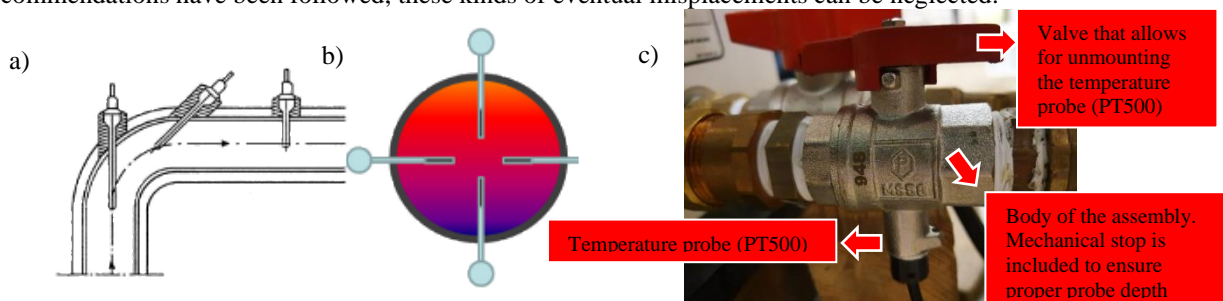 commendations have been followed, these kinds of eventual misplacements can be neglected.
a)
b)
c)
Valve that allows
for unmounting
the temperature
probe (PT500)
948
Temperature probe (PT500)
Body of the assembly.
Mechanical stop is
included to ensure
proper probe depth